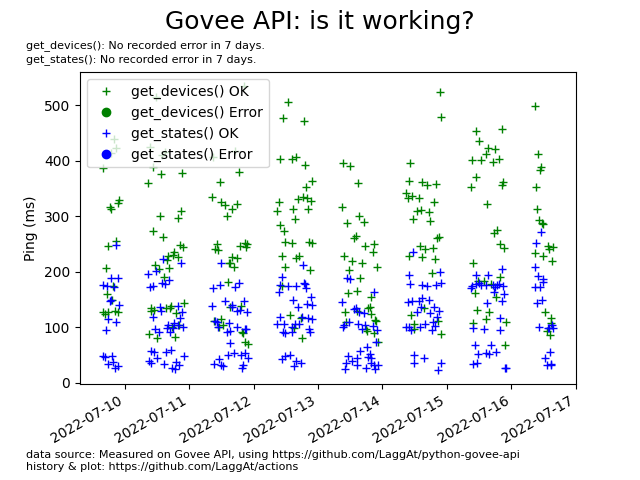 Govee API: is it working?
get_devices(): No recorded error in 7 days.
get_states(): No recorded error in 7 days.
get_devices() OK
get_devices() Error
get_states() OK
get_states() Error
Ping (ms)
500
400
300
200
100
0
2022-07-10
2022-07-11
2022-07-12
2022-07-13
2022-07-14
2022-07-15
2022-07-16
2022-07-17
data source: Measured on Govee API, using https://github.com/LaggAt/python-govee-api
history & plot: https://github.com/LaggAt/actions